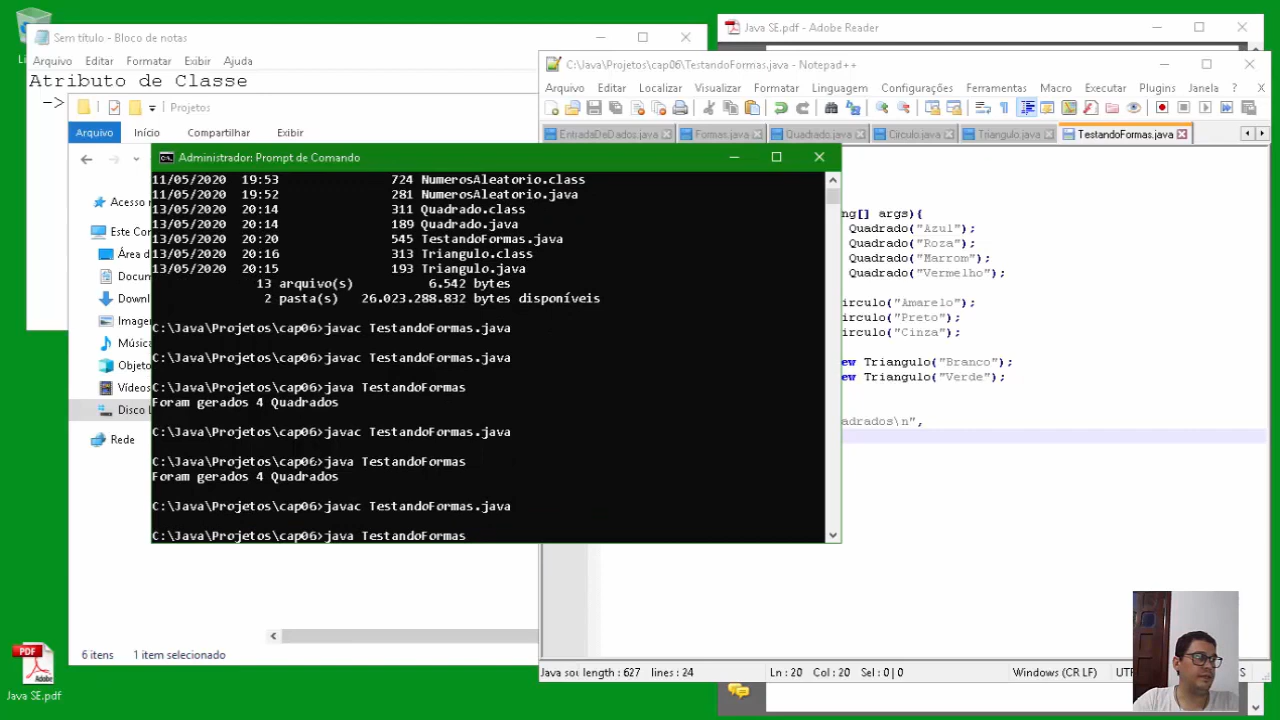 Java SE.pdf - Adobe Reader
Sem título - Bloco de notas
Arquivo Editar Formatar Exibir Ajuda
Atributo de Classe
->
Projetos
Arquivo Início Compartilhar Exibir
Acesso
Este Con
Área d
Docum
Downl
Imagen
Música
Objeto
Vídeos
Disco L
Rede
6 itens 1 item selecionado
C:\Java\Projetos\cap06\TestandoFormas.java - Notepad++
Arquivo Editar Localizar Visualizar Formatar Linguagem Configurações Ferramentas Macro Executar Plugins Janela ? X
EntradaDeDados.java Formas.java Quadrado.java Circulo.java Triangulo.java TestandoFormas.java
ng[] args){
Quadrado("Azul");
Quadrado("Roza");
Quadrado("Marrom");
Quadrado("Vermelho");
irculo("Amarelo");
irculo("Preto");
irculo("Cinza");
ew Triangulo("Branco");
ew Triangulo("Verde");
adrados\n",
Java sou length : 627 lines : 24 Ln : 20 Col : 20 Sel : 0 | 0 Windows (CR LF) UT S
Administrador: Prompt de Comando
11/05/2020 19:53 724 NumerosAleatorio.class
11/05/2020 19:52 281 NumerosAleatorio.java
13/05/2020 20:14 311 Quadrado.class
13/05/2020 20:14 189 Quadrado.java
13/05/2020 20:20 545 TestandoFormas.java
13/05/2020 20:16 313 Triangulo.class
13/05/2020 20:15 193 Triangulo.java
13 arquivo(s) 6.542 bytes
2 pasta(s) 26.023.288.832 bytes disponíveis
C:\Java\Projetos\cap06>javac TestandoFormas.java
C:\Java\Projetos\cap06>javac TestandoFormas.java
C:\Java\Projetos\cap06>java TestandoFormas
Foram gerados 4 Quadrados
C:\Java\Projetos\cap06>javac TestandoFormas.java
C:\Java\Projetos\cap06>java TestandoFormas
Foram gerados 4 Quadrados
C:\Java\Projetos\cap06>javac TestandoFormas.java
C:\Java\Projetos\cap06>java TestandoFormas
PDF
Java SE.pdf